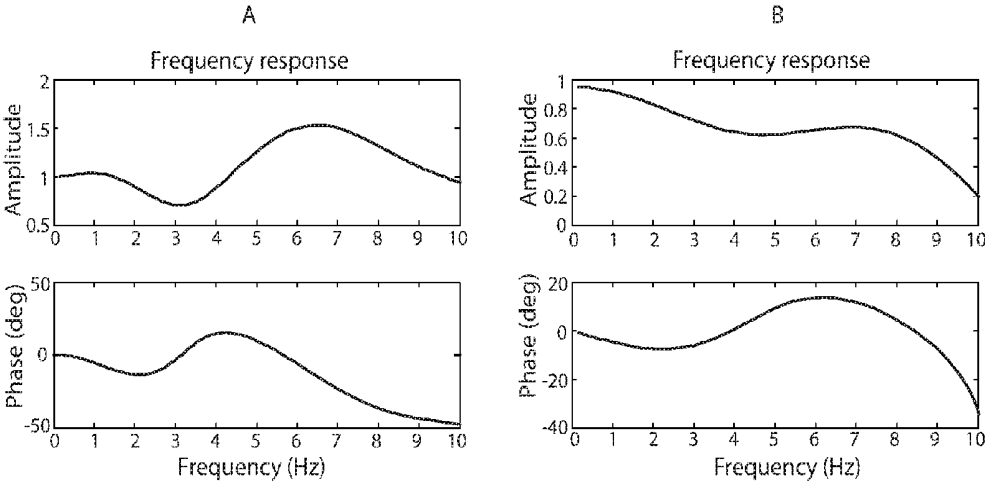 A
B
Frequency response
Frequency response
Amplitude
2
1.5
1
0.5
0 1 2 3 4 5 6 7 8 9 10
Amplitude
1
0.8
0.6
0.4
0.2
0
0 1 2 3 4 5 6 7 8 9 10
Phase (deg)
50
0
-50
0 1 2 3 4 5 6 7 8 9 10
Frequency (Hz)
Phase (deg)
20
0
-20
-40
0 1 2 3 4 5 6 7 8 9 10
Frequency (Hz)